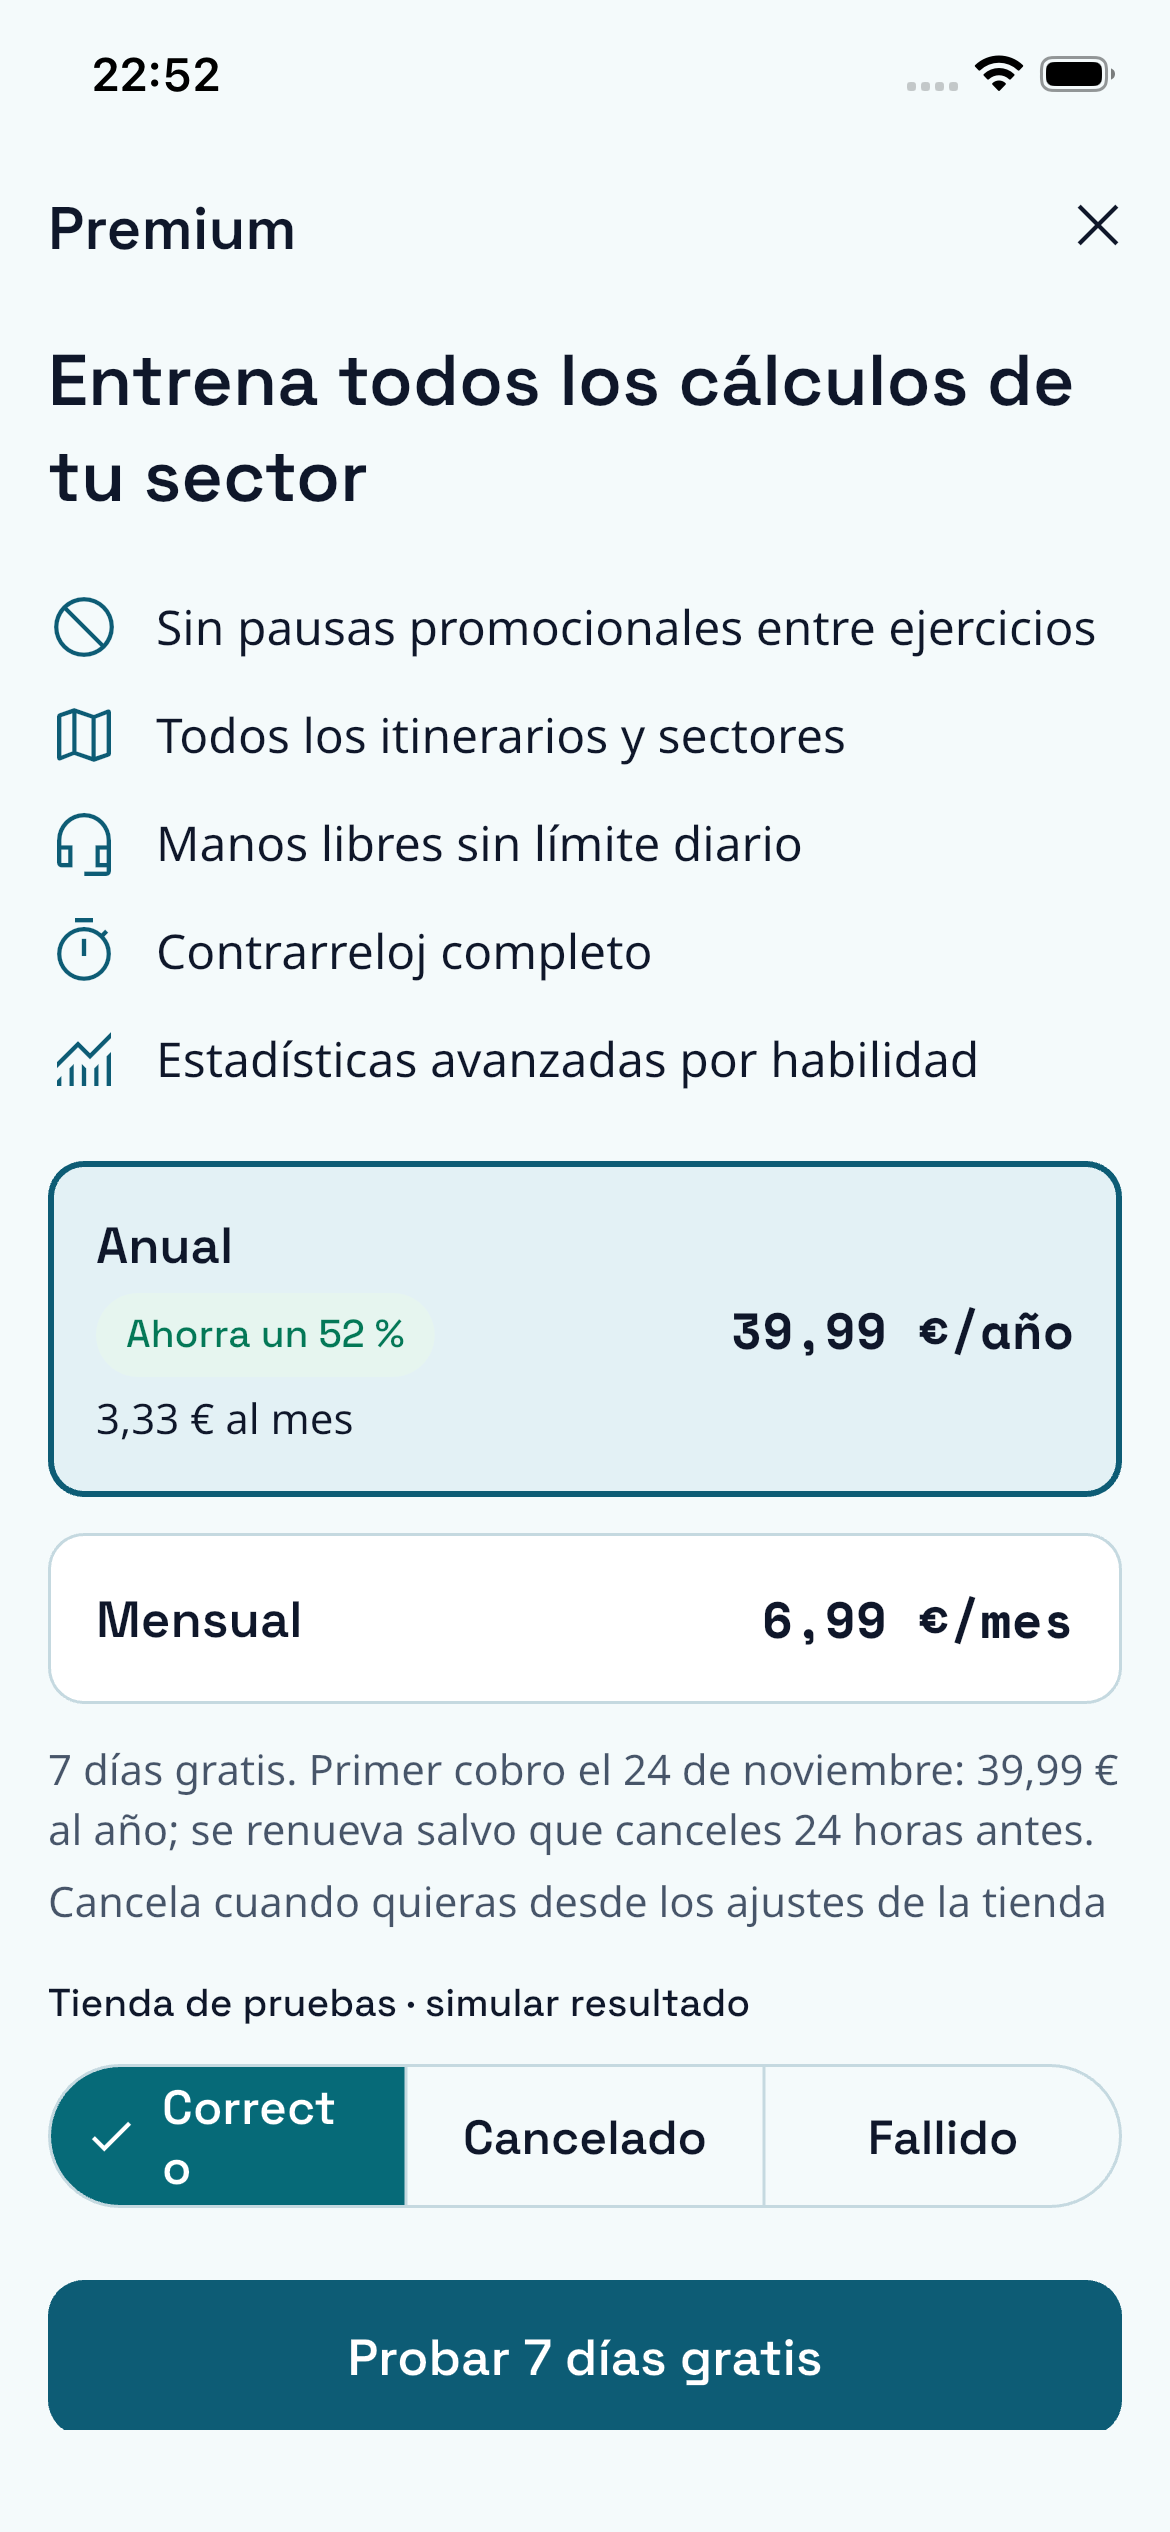 22:52
Premium
Entrena todos los cálculos de
tu sector
Sin pausas promocionales entre ejercicios
Todos los itinerarios y sectores
Manos libres sin límite diario
Contrarreloj completo
Estadísticas avanzadas por habilidad
Anual
Ahorra un 52 %
39,99 €/año
3,33 € al mes
Mensual
6,99 €/mes
7 días gratis. Primer cobro el 24 de noviembre: 39,99 €
al año; se renueva salvo que canceles 24 horas antes.
Cancela cuando quieras desde los ajustes de la tienda
Tienda de pruebas · simular resultado
Correct
o
Cancelado
Fallido
Probar 7 días gratis